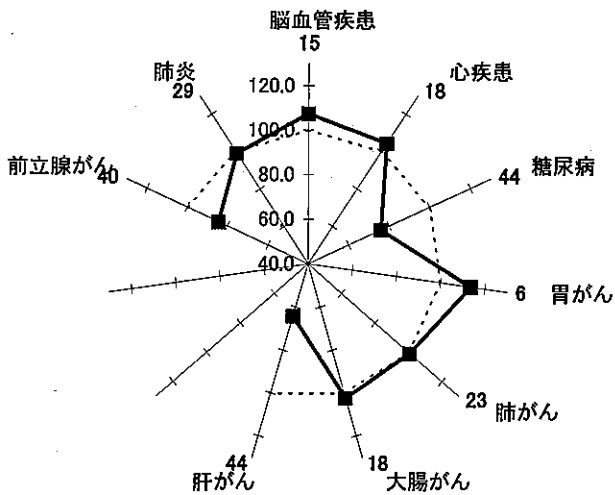 脳血管疾患
15
心疾患
18
糖尿病
44
6
胃がん
23
肺がん
18
大腸がん
44
肝がん
前立腺がん
40
肺炎
29
120.0
100.0
80.0
60.0
40.0